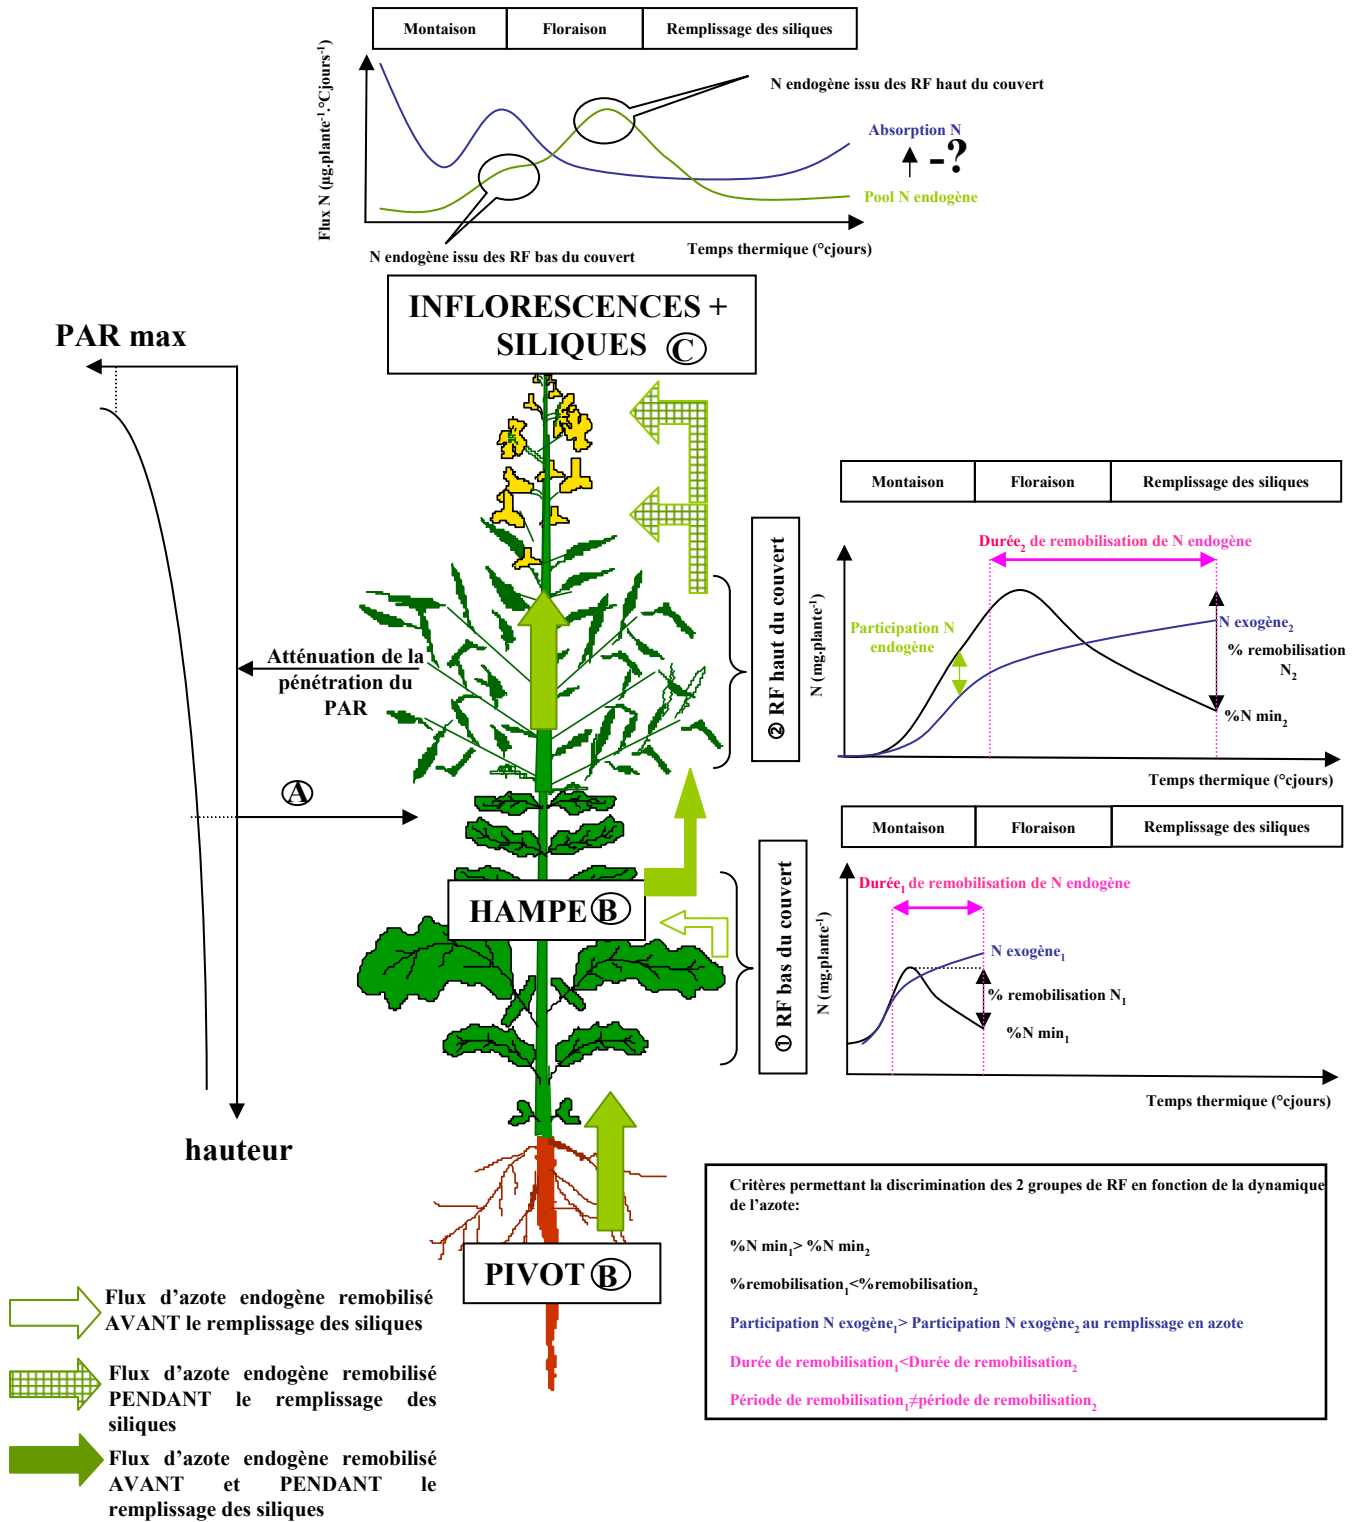 Montaison
Floraison
Remplissage des siliques
Flux N (µg.plante-1.°Cjours-1)
N endogène issu des RF haut du couvert
Absorption N
-?
Pool N endogène
Temps thermique (°cjours)
N endogène issu des RF bas du couvert
INFLORESCENCES +
SILIQUES C
PAR max
Atténuation de la
pénétration du
PAR
A
hauteur
HAMPE B
PIVOT B
② RF haut du couvert
① RF bas du couvert
Montaison
Floraison
Remplissage des siliques
Durée2 de remobilisation de N endogène
N (mg.plante-1)
Participation N
endogène
N exogène2
% remobilisation
N2
%N min2
Temps thermique (°cjours)
Montaison
Floraison
Remplissage des siliques
Durée1 de remobilisation de N endogène
N (mg.plante-1)
N exogène1
% remobilisation N1
%N min1
Temps thermique (°cjours)
Critères permettant la discrimination des 2 groupes de RF en fonction de la dynamique
de l'azote:
%N min1> %N min2
%remobilisation1<%remobilisation2
Participation N exogène1> Participation N exogène2 au remplissage en azote
Durée de remobilisation1<Durée de remobilisation2
Période de remobilisation1≠période de remobilisation2
Flux d'azote endogène remobilisé
AVANT le remplissage des siliques
Flux d'azote endogène remobilisé
PENDANT le remplissage des
siliques
Flux d'azote endogène remobilisé
AVANT et PENDANT le
remplissage des siliques